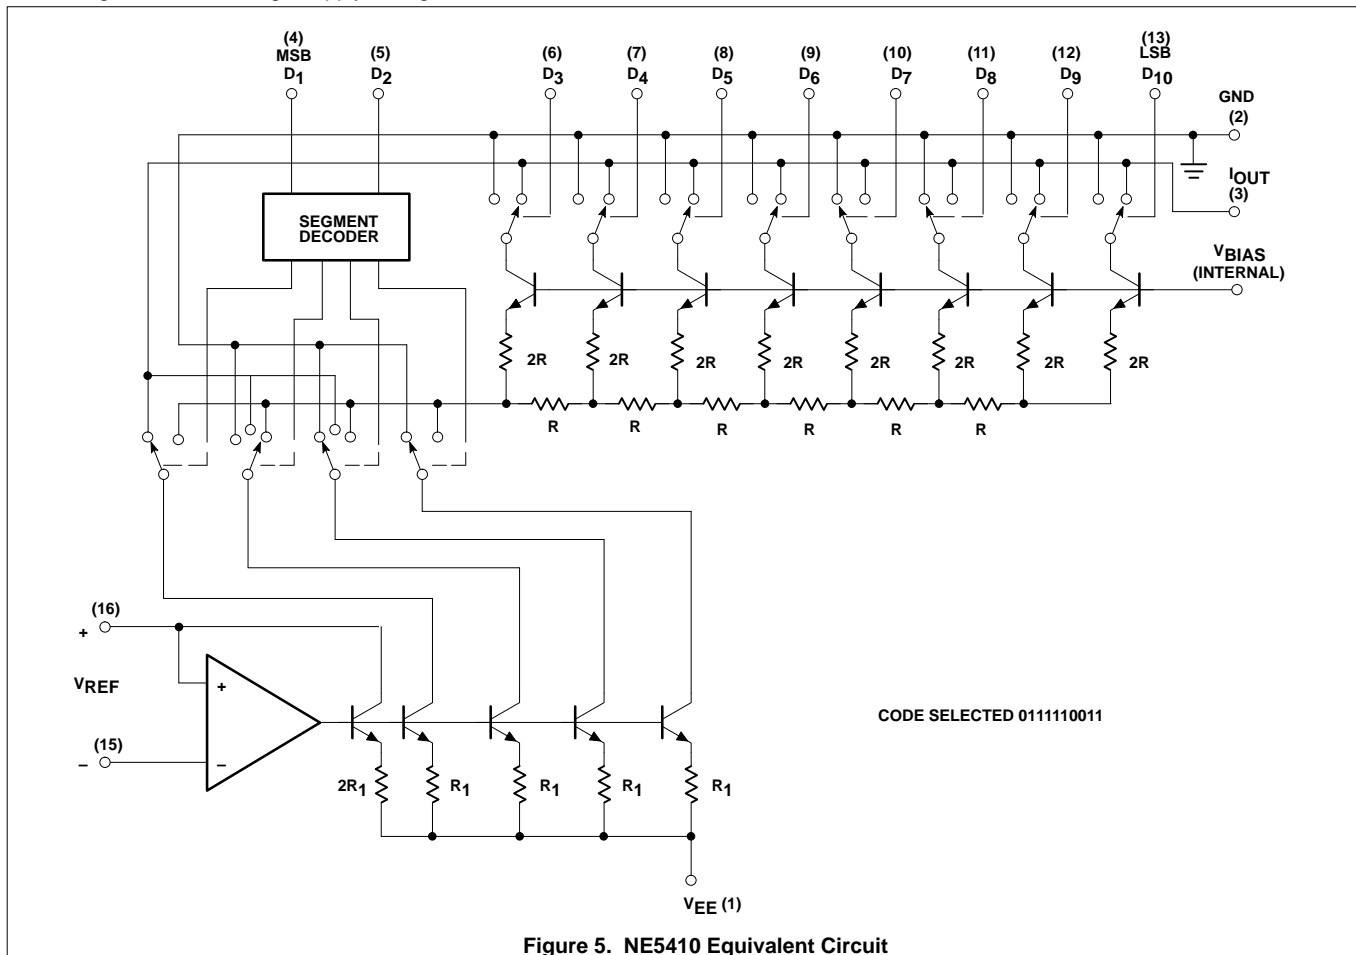 (4) (5) (6) (7) (8) (9) (10) (11) (12) (13)
MSB LSB
D1 D2 D3 D4 D5 D6 D7 D8 D9 D10
GND
(2)
IOUT
(3)
SEGMENT
DECODER
VBIAS
(INTERNAL)
2R 2R 2R 2R 2R 2R 2R 2R
R R R R R R
(16)
+
VREF
+
CODE SELECTED 0111110011
(15)
– –
2R1 R1 R1 R1 R1
VEE (1)
Figure 5. NE5410 Equivalent Circuit